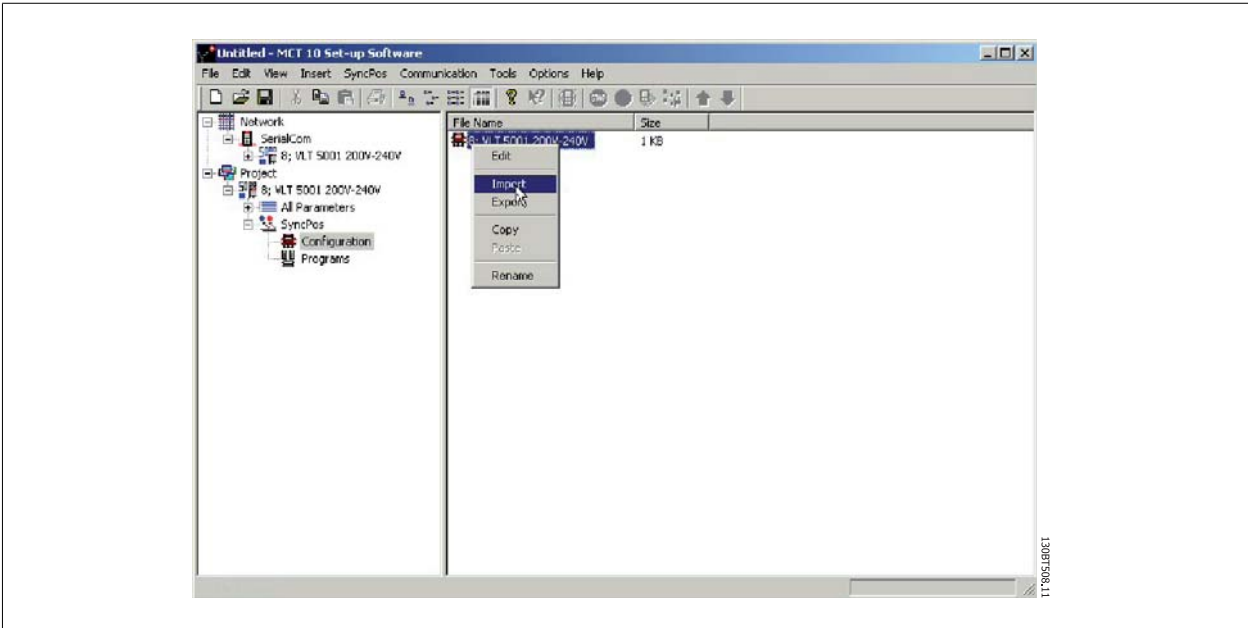 Untitled - MCT 10 Set-up Software
File Edit View Insert SyncPos Communication Tools Options Help
Network
SerialCom
8; VLT 5001 200V-240V
Project
8; VLT 5001 200V-240V
All Parameters
SyncPos
Configuration
Programs
File Name Size
8; VLT 5001 200V-240V 1 KB
Edit
Import
Export
Copy
Paste
Rename
130BT508.11